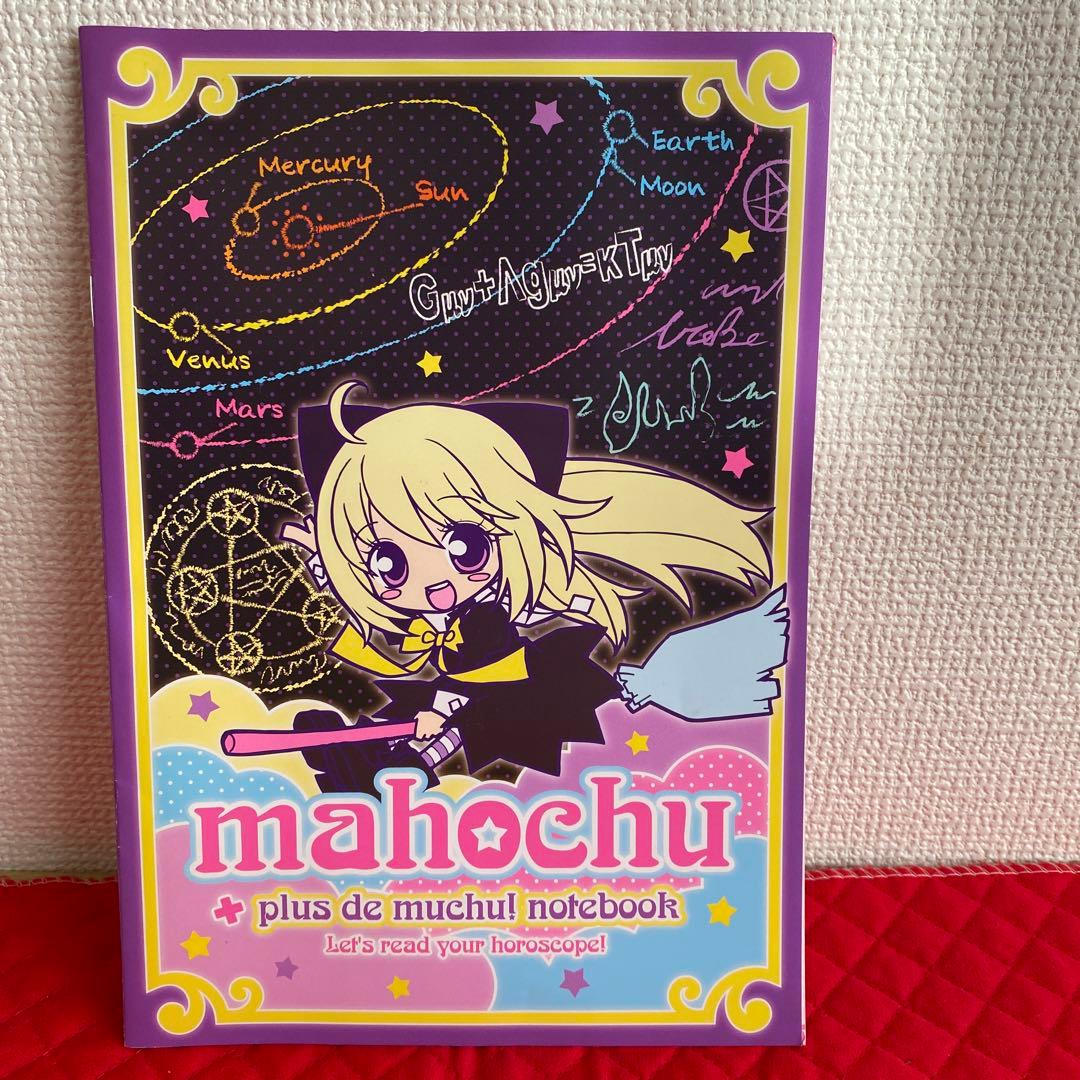 Mercury
Sun
Earth
Moon
Gμν+Λgμν=κTμν
Venus
Mars
mahochu
+ plus de muchu! notebook
Let's read your horoscope!